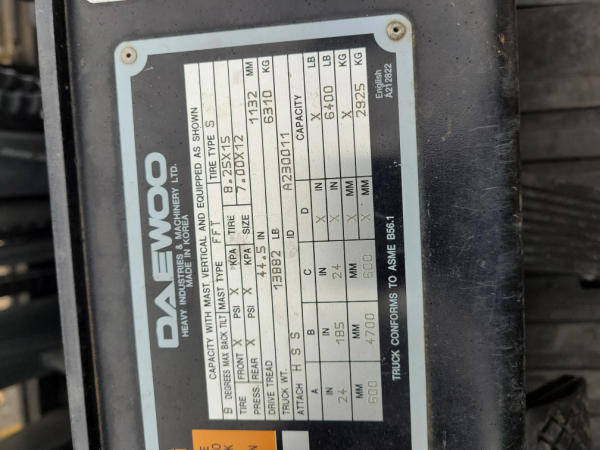 DAEWOO
HEAVY INDUSTRIES & MACHINERY LTD.
MADE IN KOREA
CAPACITY WITH MAST VERTICAL AND EQUIPPED AS SHOWN
8 DEGREES MAX BACK TILT MAST TYPE FFT TIRE TYPE S
TIRE FRONT X PSI X KPA TIRE 8.25X15
PRESS. REAR X PSI X KPA SIZE 7.00X12
DRIVE TREAD 44.5 IN 1132 MM
TRUCK WT. 13882 LB 6310 KG
ATTACH HSS ID A230011
A B C D CAPACITY
IN IN IN IN LB
24 185 24 X X 6400
MM MM MM MM KG KG
600 4700 600 X X 2925
TRUCK CONFORMS TO ASME B56.1
English
A212822